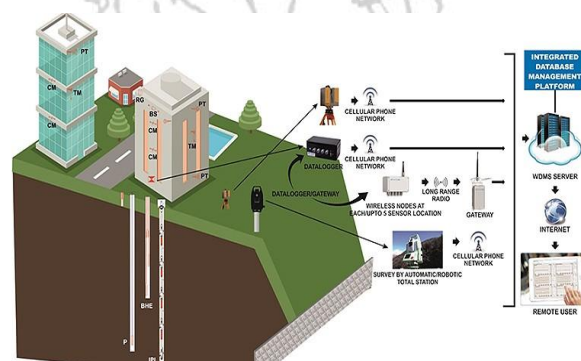 PT
CM
TM
CM
RG
BS
PT
CM
CM
TM
PT
BHE
P
IPI
CELLULAR PHONE
NETWORK
DATALOGGER
CELLULAR PHONE
NETWORK
DATALOGGER/GATEWAY
WIRELESS NODES AT
EACH/UPTO 5 SENSOR LOCATION
LONG RANGE
RADIO
GATEWAY
SURVEY BY AUTOMATIC/ROBOTIC
TOTAL STATION
CELLULAR PHONE
NETWORK
INTEGRATED
DATABASE
MANAGEMENT
PLATFORM
WDMS SERVER
INTERNET
REMOTE USER